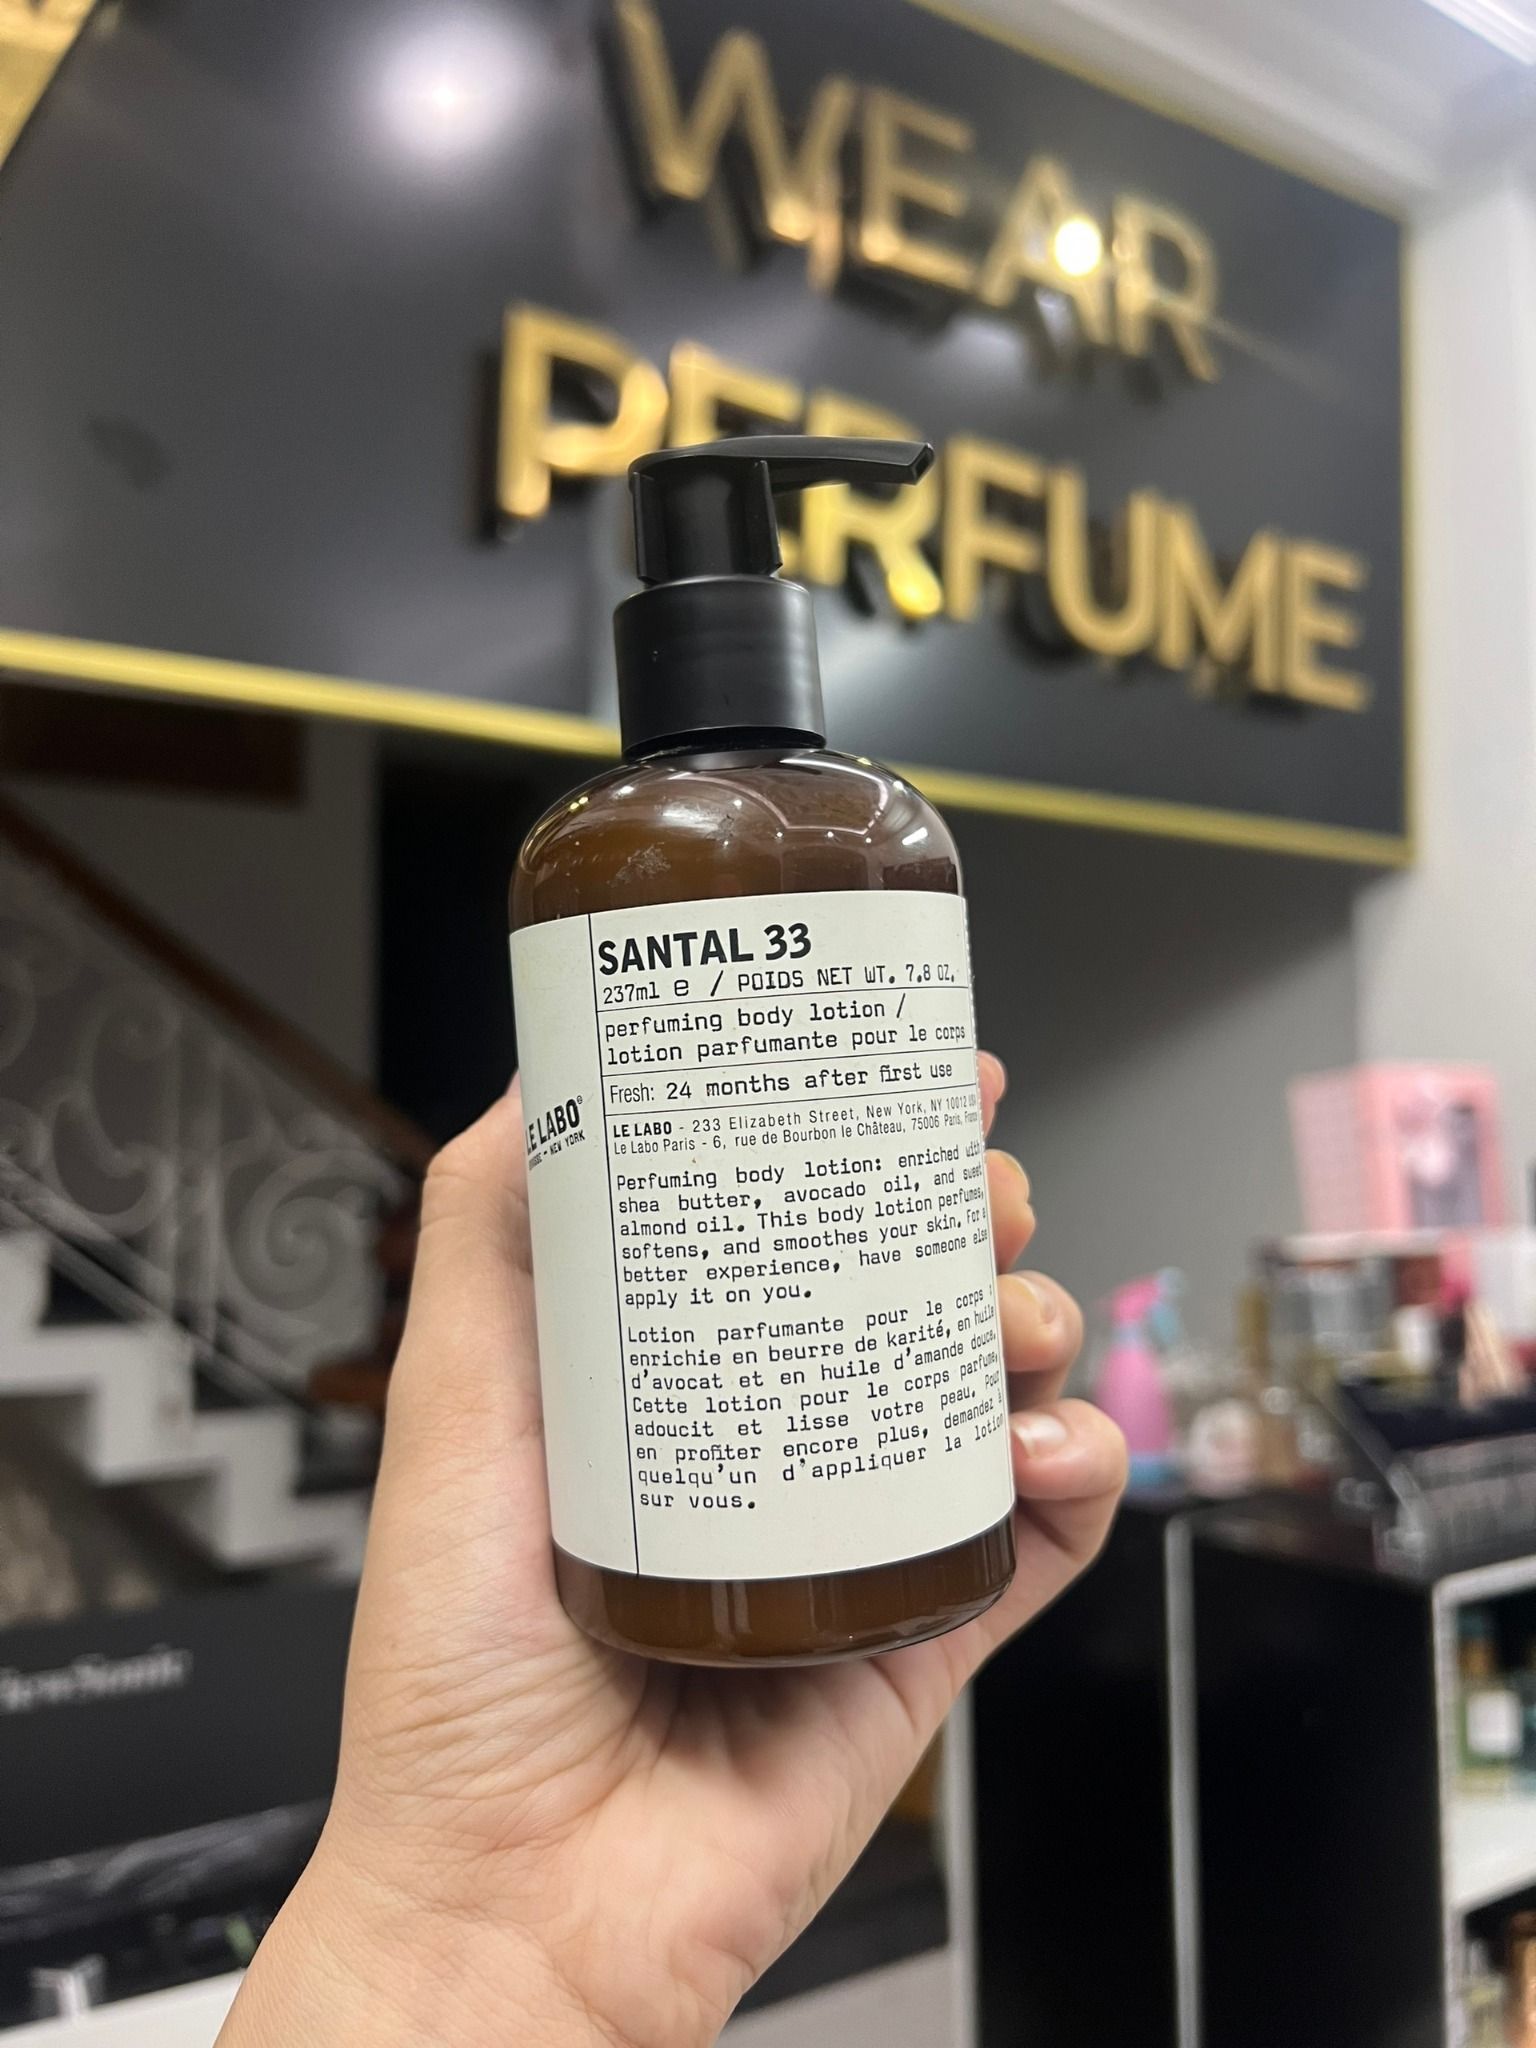 WEAR
PERFUME
SANTAL 33
237ml e / POIDS NET WT. 7.8 OZ.
perfuming body lotion /
lotion parfumante pour le corps
Fresh: 24 months after first use
LE LABO - 233 Elizabeth Street, New York, NY 10012 USA
Le Labo Paris - 6, rue de Bourbon le Château, 75006 Paris, France
Perfuming body lotion: enriched with
shea butter, avocado oil, and sweet
almond oil. This body lotion perfumes,
softens, and smoothes your skin. For a
better experience, have someone else
apply it on you.
Lotion parfumante pour le corps :
enrichie en beurre de karité, en huile
d'avocat et en huile d'amande douce.
Cette lotion pour le corps parfume,
adoucit et lisse votre peau. Pour
en profiter encore plus, demandez à
quelqu'un d'appliquer la lotion
sur vous.
LE LABO
NEW YORK
ViewSonic